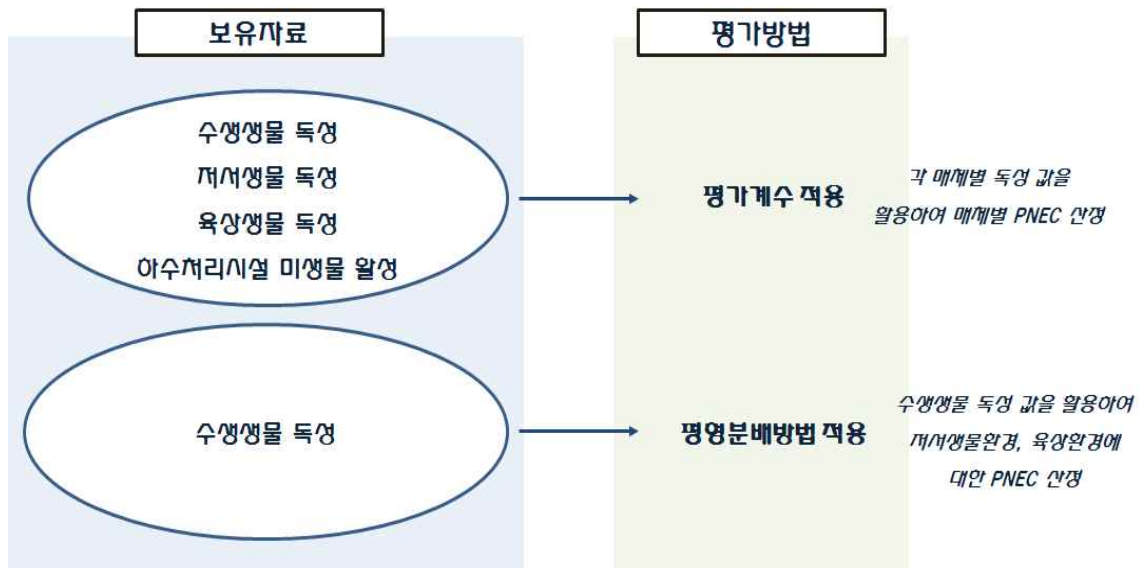 보유자료
평가방법
수생생물 독성
저서생물 독성
육상생물 독성
하수처리시설 미생물 활성
평가계수 적용
각 매체별 독성 값을
활용하여 매체별 PNEC 산정
수생생물 독성
평형분배방법 적용
수생생물 독성 값을 활용하여
저서생물환경, 육상환경에
대한 PNEC 산정